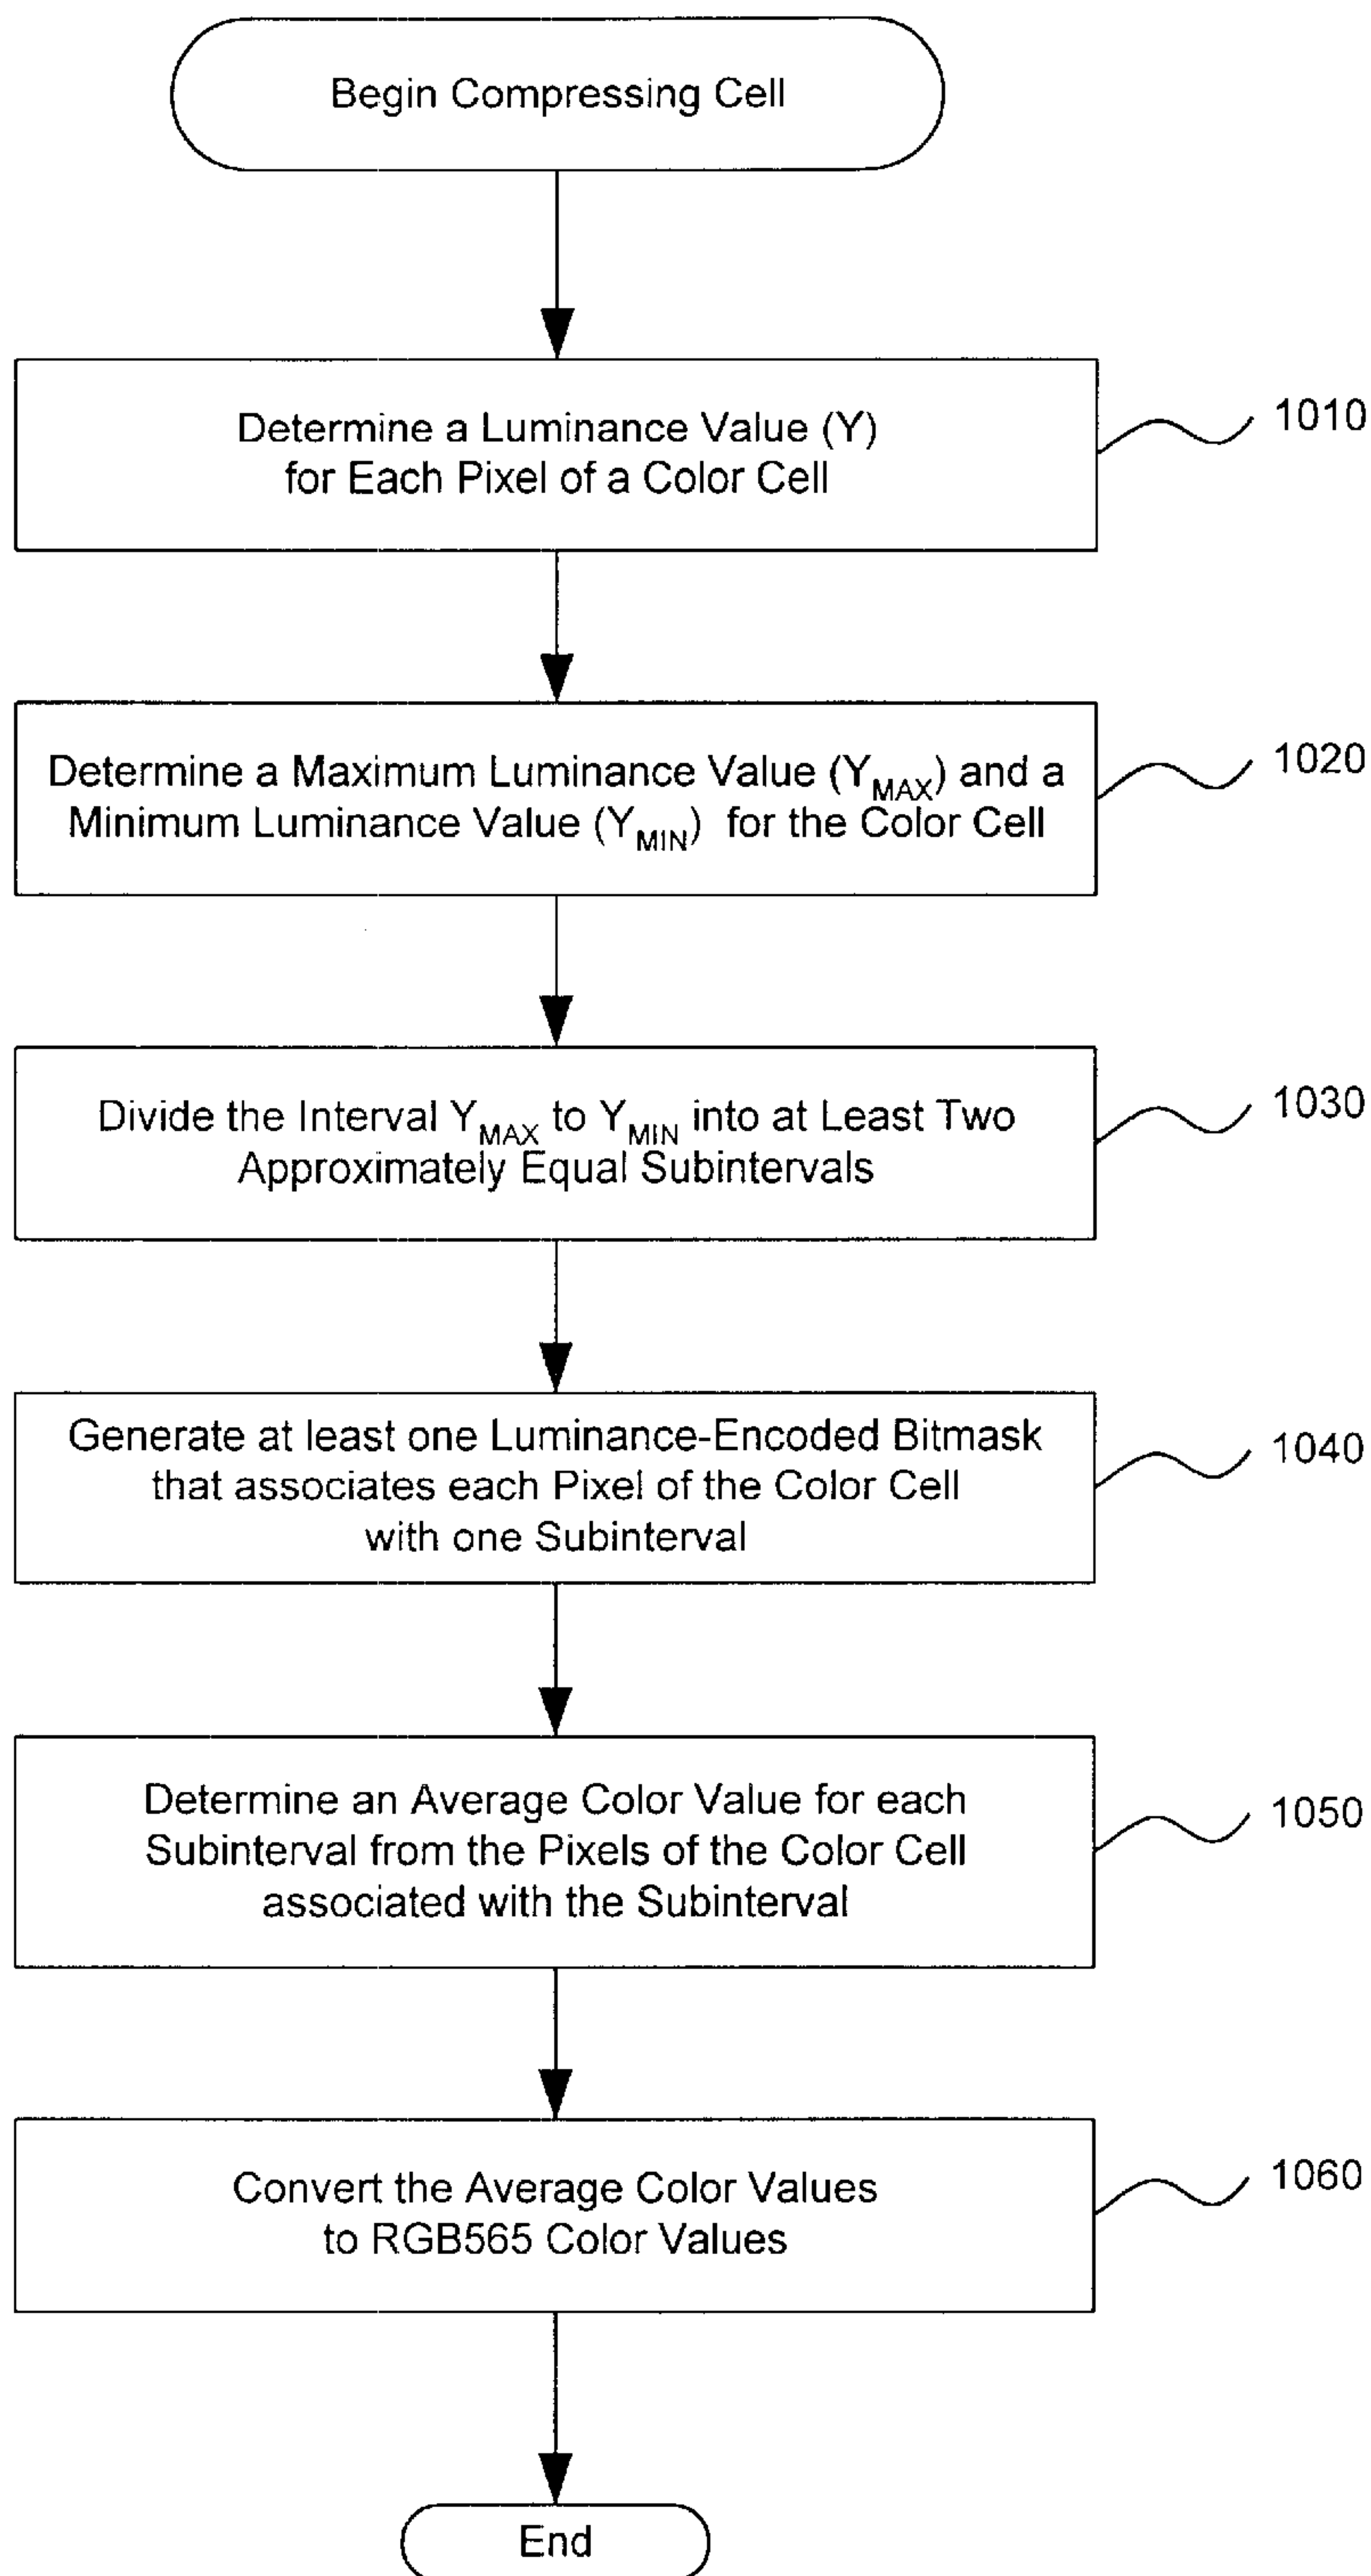 Begin Compressing Cell
Determine a Luminance Value (Y)
for Each Pixel of a Color Cell
1010
Determine a Maximum Luminance Value (YMAX) and a
Minimum Luminance Value (YMIN) for the Color Cell
1020
Divide the Interval YMAX to YMIN into at Least Two
Approximately Equal Subintervals
1030
Generate at least one Luminance-Encoded Bitmask
that associates each Pixel of the Color Cell
with one Subinterval
1040
Determine an Average Color Value for each
Subinterval from the Pixels of the Color Cell
associated with the Subinterval
1050
Convert the Average Color Values
to RGB565 Color Values
1060
End